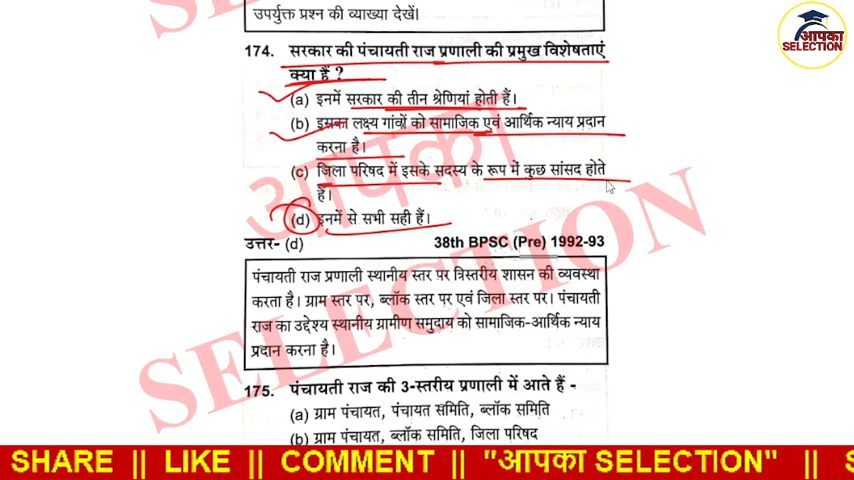 उपर्युक्त प्रश्न की व्याख्या देखें।
आपका
SELECTION
174. सरकार की पंचायती राज प्रणाली की प्रमुख विशेषताएं
क्या हैं ?
(a) इनमें सरकार की तीन श्रेणियां होती हैं।
(b) इसका लक्ष्य गांवों को सामाजिक एवं आर्थिक न्याय प्रदान
करना है।
(c) जिला परिषद में इसके सदस्य के रूप में कुछ सांसद होते
हैं।
(d) इनमें से सभी सही हैं।
उत्तर- (d) 38th BPSC (Pre) 1992-93
पंचायती राज प्रणाली स्थानीय स्तर पर त्रिस्तरीय शासन की व्यवस्था
करता है। ग्राम स्तर पर, ब्लॉक स्तर पर एवं जिला स्तर पर। पंचायती
राज का उद्देश्य स्थानीय ग्रामीण समुदाय को सामाजिक-आर्थिक न्याय
प्रदान करना है।
175. पंचायती राज की 3-स्तरीय प्रणाली में आते हैं -
(a) ग्राम पंचायत, पंचायत समिति, ब्लॉक समिति
(b) ग्राम पंचायत, ब्लॉक समिति, जिला परिषद
आपका
SELECTION
SELECTION
SHARE || LIKE || COMMENT || "आपका SELECTION" || S